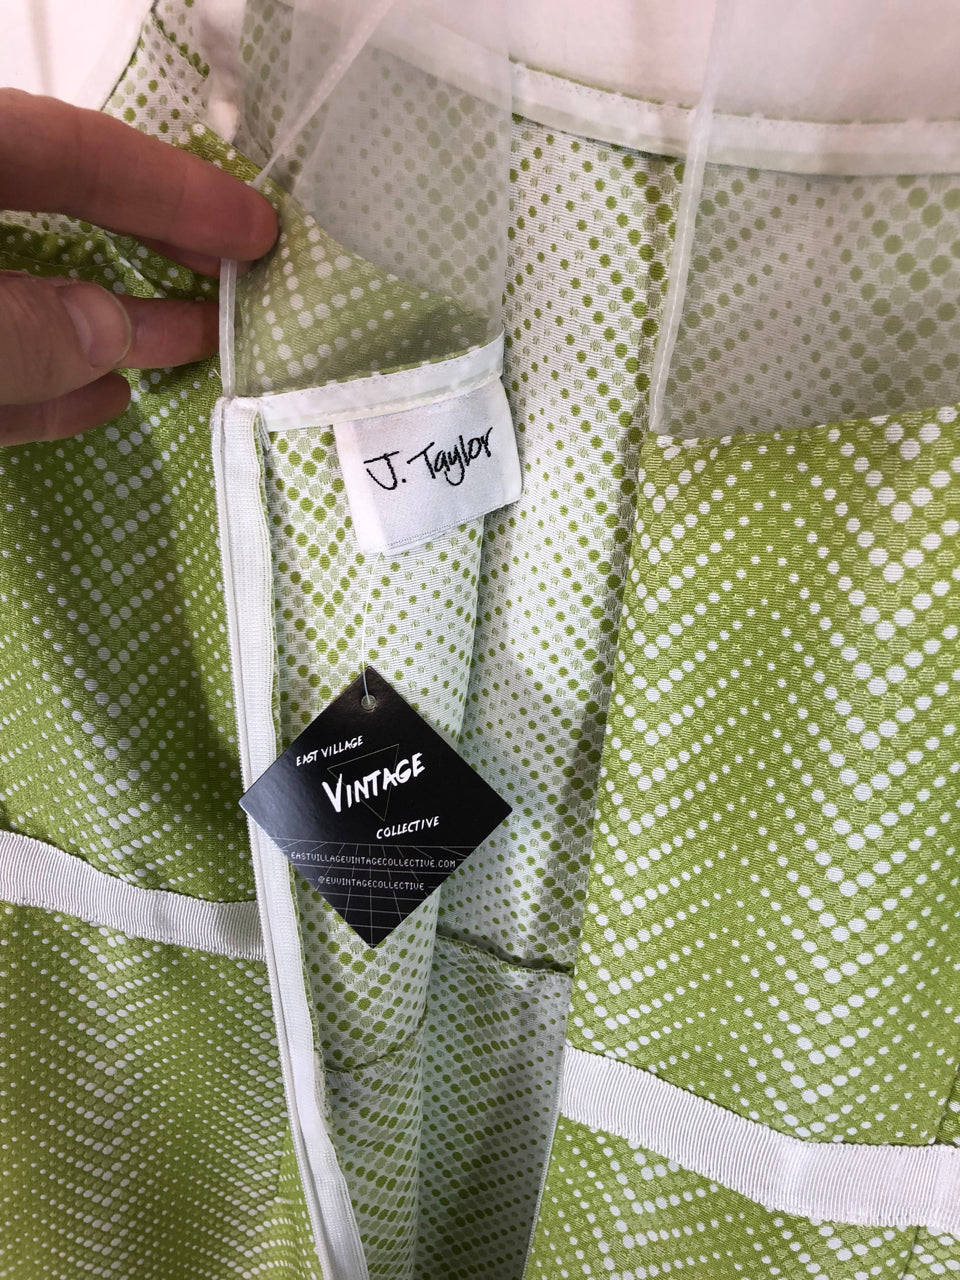 J. Taylor
EAST VILLAGE
VINTAGE
COLLECTIVE
EASTVILLAGEVINTAGECOLLECTIVE.COM
@EVVINTAGECOLLECTIVE